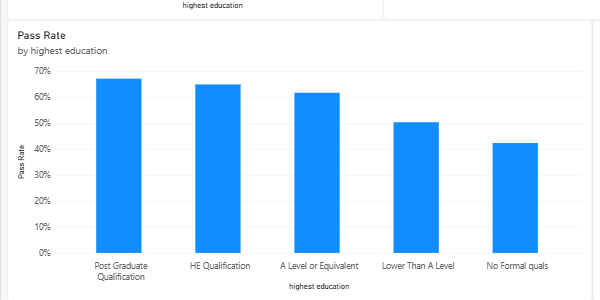 highest education
Pass Rate
by highest education
70%
60%
50%
40%
30%
20%
10%
0%
Pass Rate
Post Graduate
Qualification
HE Qualification
A Level or Equivalent
Lower Than A Level
No Formal quals
highest education